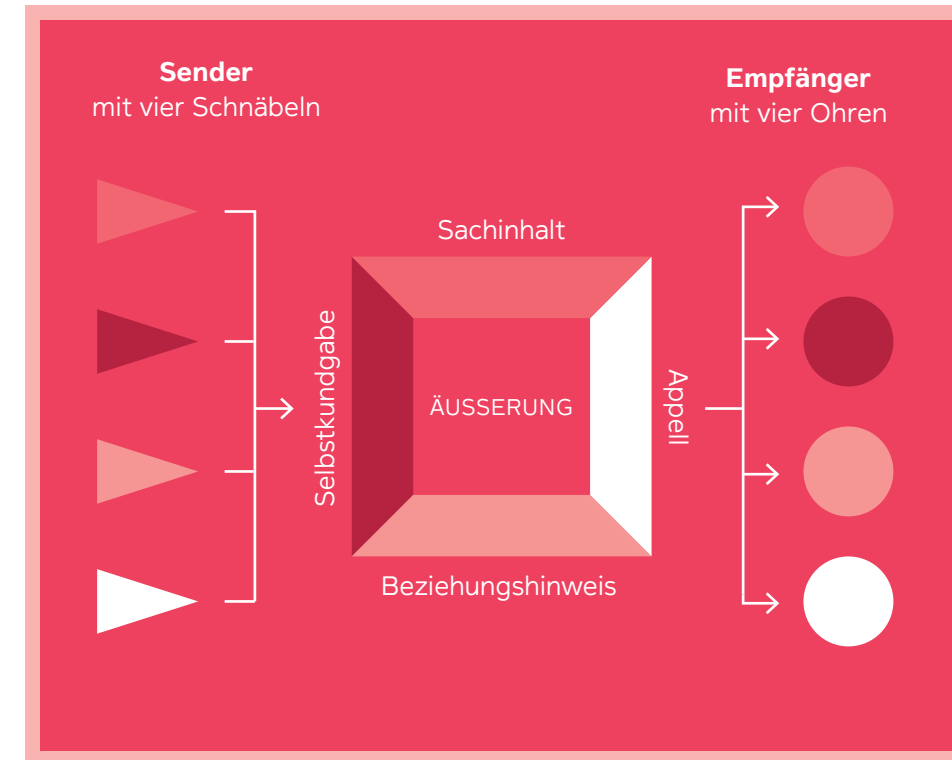 Sender
mit vier Schnäbeln
Empfänger
mit vier Ohren
Sachinhalt
Selbstkundgabe
ÄUSSERUNG
Appell
Beziehungshinweis